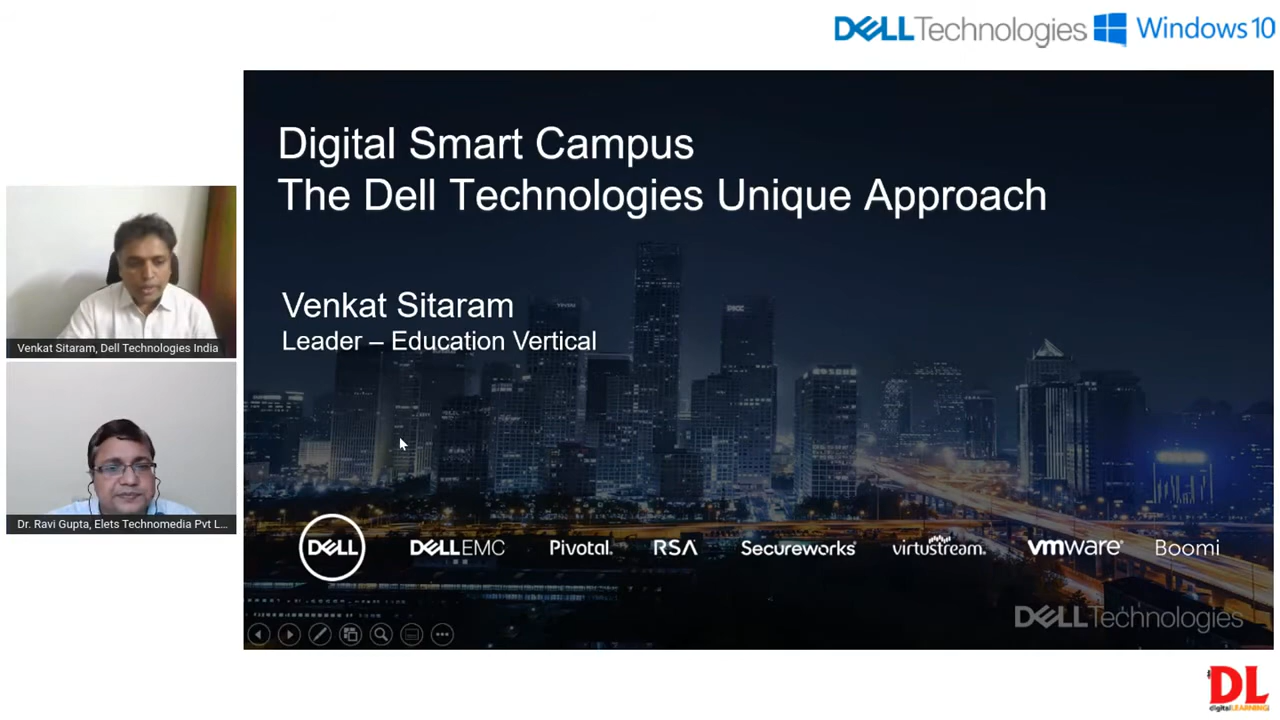 DELL Technologies Windows 10
Digital Smart Campus
The Dell Technologies Unique Approach
Venkat Sitaram
Leader – Education Vertical
Venkat Sitaram, Dell Technologies India
Dr. Ravi Gupta, Elets Technomedia Pvt L...
DELL DELL EMC Pivotal. RSA Secureworks virtustream. vmware® Boomi
DELL Technologies
DL
digitalLEARNING